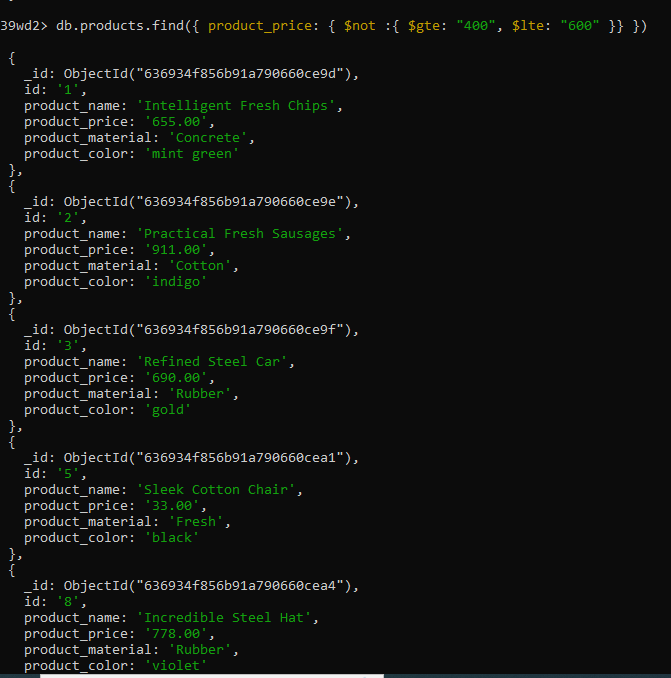 39wd2> db.products.find({ product_price: { $not :{ $gte: "400", $lte: "600" }} })
{
_id: ObjectId("636934f856b91a790660ce9d"),
id: '1',
product_name: 'Intelligent Fresh Chips',
product_price: '655.00',
product_material: 'Concrete',
product_color: 'mint green'
},
{
_id: ObjectId("636934f856b91a790660ce9e"),
id: '2',
product_name: 'Practical Fresh Sausages',
product_price: '911.00',
product_material: 'Cotton',
product_color: 'indigo'
},
{
_id: ObjectId("636934f856b91a790660ce9f"),
id: '3',
product_name: 'Refined Steel Car',
product_price: '690.00',
product_material: 'Rubber',
product_color: 'gold'
},
{
_id: ObjectId("636934f856b91a790660cea1"),
id: '5',
product_name: 'Sleek Cotton Chair',
product_price: '33.00',
product_material: 'Fresh',
product_color: 'black'
},
{
_id: ObjectId("636934f856b91a790660cea4"),
id: '8',
product_name: 'Incredible Steel Hat',
product_price: '778.00',
product_material: 'Rubber',
product_color: 'violet'